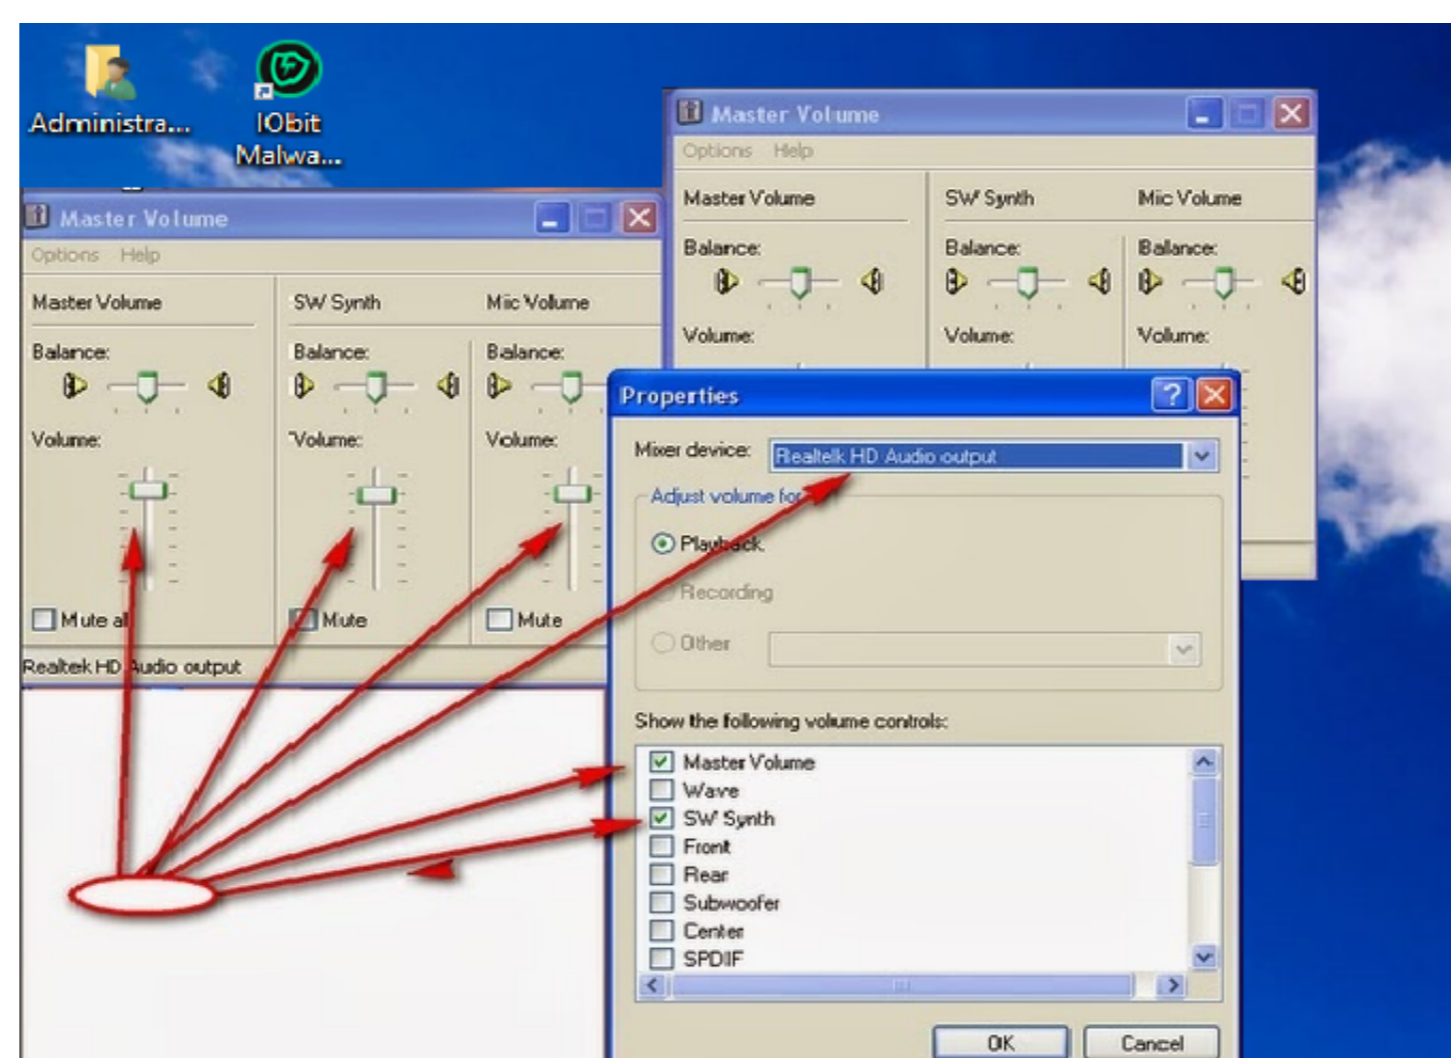 Administra...
IObit
Malwa...
Master Volume
Options Help
Master Volume SW Synth Mic Volume
Balance: Balance: Balance:
Volume: Volume: Volume:
Master Volume
Options Help
Master Volume SW Synth Mic Volume
Balance: Balance: Balance:
Volume: Volume: Volume:
Mute all Mute Mute
Realtek HD Audio output
Properties
Mixer device: Realtek HD Audio output
Adjust volume for
Playback
Recording
Other
Show the following volume controls:
Master Volume
Wave
SW Synth
Front
Rear
Subwoofer
Center
SPDIF
OK Cancel